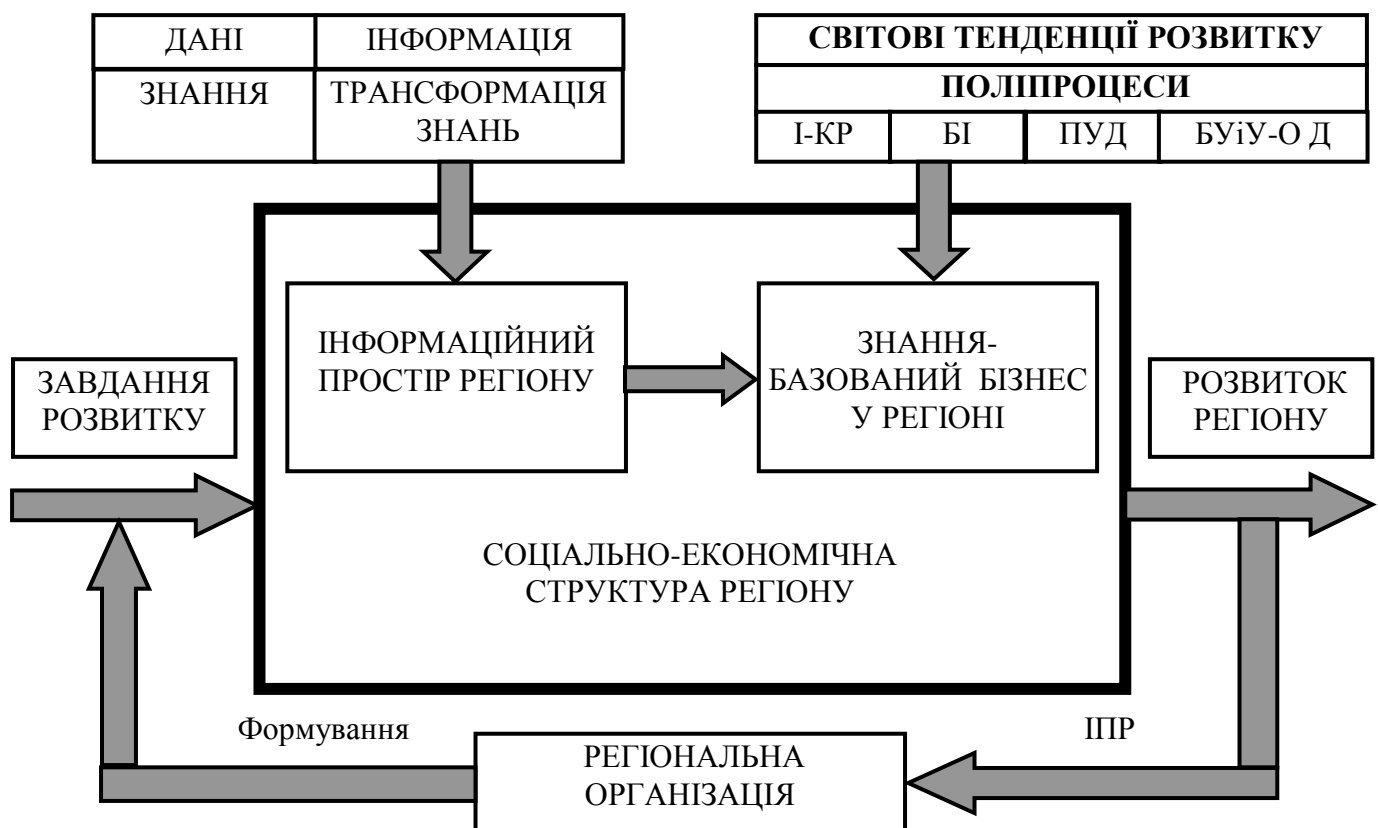 ДАНІ
ІНФОРМАЦІЯ
ЗНАННЯ
ТРАНСФОРМАЦІЯ
ЗНАНЬ
СВІТОВІ ТЕНДЕНЦІЇ РОЗВИТКУ
ПОЛІПРОЦЕСИ
І-КР
БІ
ПУД
БУіУ-О Д
ІНФОРМАЦІЙНИЙ
ПРОСТІР РЕГІОНУ
ЗНАННЯ-
БАЗОВАНИЙ БІЗНЕС
У РЕГІОНІ
ЗАВДАННЯ
РОЗВИТКУ
РОЗВИТОК
РЕГІОНУ
СОЦІАЛЬНО-ЕКОНОМІЧНА
СТРУКТУРА РЕГІОНУ
Формування
ІПР
РЕГІОНАЛЬНА
ОРГАНІЗАЦІЯ